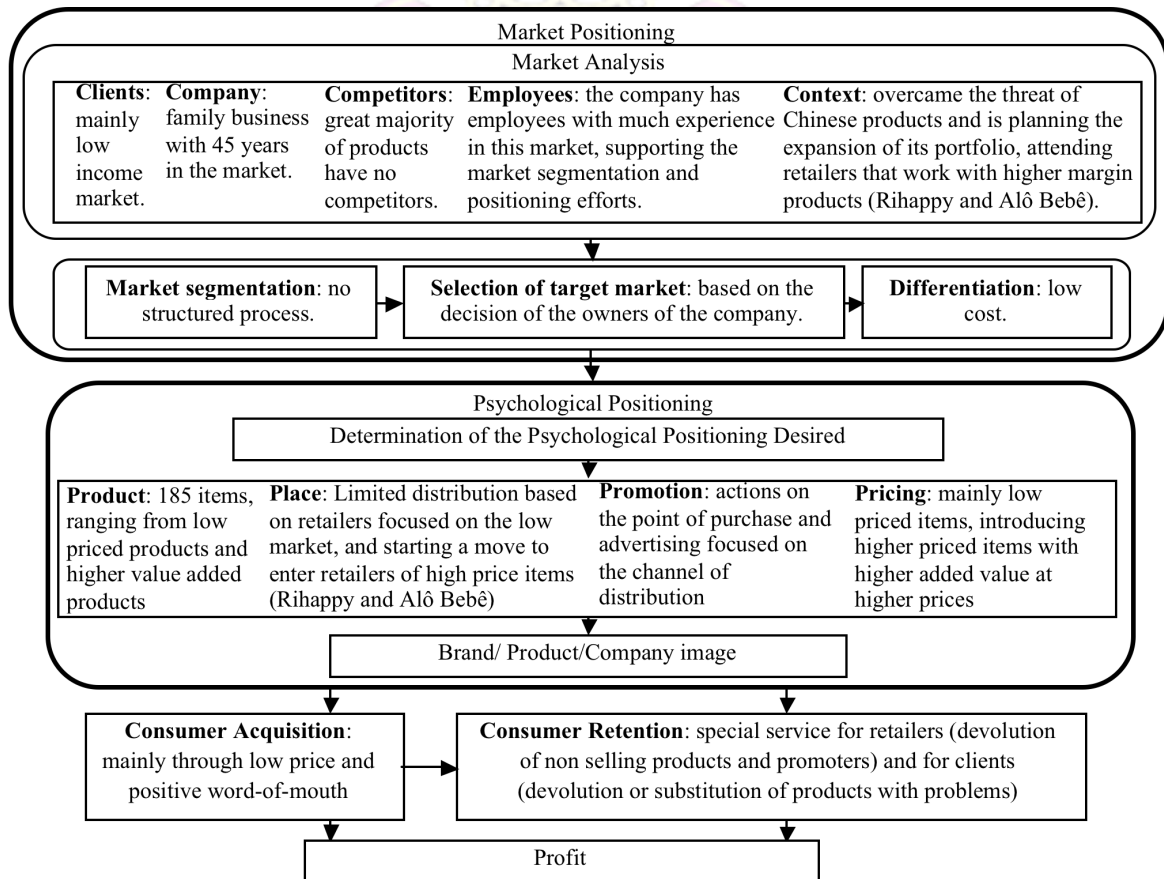 Market Positioning
Market Analysis
Clients:
mainly
low
income
market.
Company:
family business
with 45 years
in the market.
Competitors:
great majority
of products
have no
competitors.
Employees: the company has
employees with much experience
in this market, supporting the
market segmentation and
positioning efforts.
Context: overcame the threat of
Chinese products and is planning the
expansion of its portfolio, attending
retailers that work with higher margin
products (Rihappy and Alô Bebê).
Market segmentation: no
structured process.
Selection of target market: based on the
decision of the owners of the company.
Differentiation: low
cost.
Psychological Positioning
Determination of the Psychological Positioning Desired
Product: 185 items,
ranging from low
priced products and
higher value added
products
Place: Limited distribution based
on retailers focused on the low
market, and starting a move to
enter retailers of high price items
(Rihappy and Alô Bebê)
Promotion: actions on
the point of purchase and
advertising focused on
the channel of
distribution
Pricing: mainly low
priced items, introducing
higher priced items with
higher added value at
higher prices
Brand/ Product/Company image
Consumer Acquisition:
mainly through low price and
positive word-of-mouth
Consumer Retention: special service for retailers (devolution
of non selling products and promoters) and for clients
(devolution or substitution of products with problems)
Profit